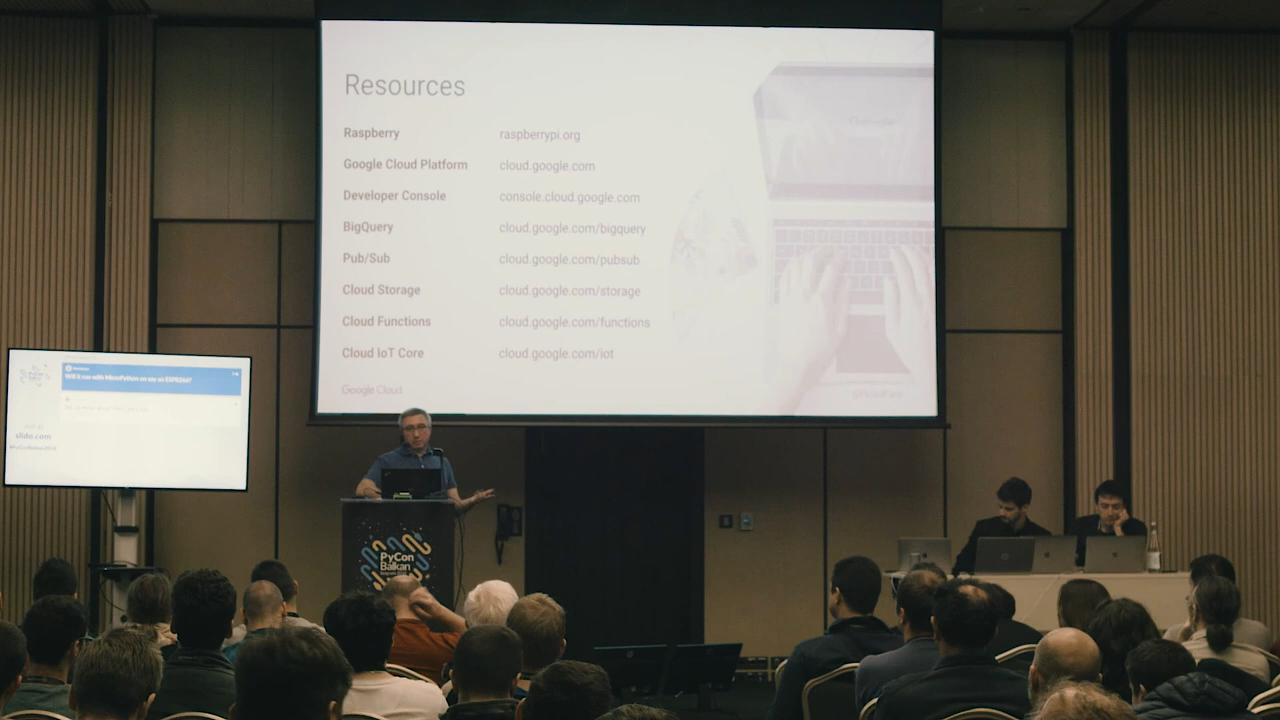 Resources
Raspberry raspberrypi.org
Google Cloud Platform cloud.google.com
Developer Console console.cloud.google.com
BigQuery cloud.google.com/bigquery
Pub/Sub cloud.google.com/pubsub
Cloud Storage cloud.google.com/storage
Cloud Functions cloud.google.com/functions
Cloud IoT Core cloud.google.com/iot
Google Cloud
Will it run with MicroPython on say an ESP8266?
slido.com
PyCon
Balkan